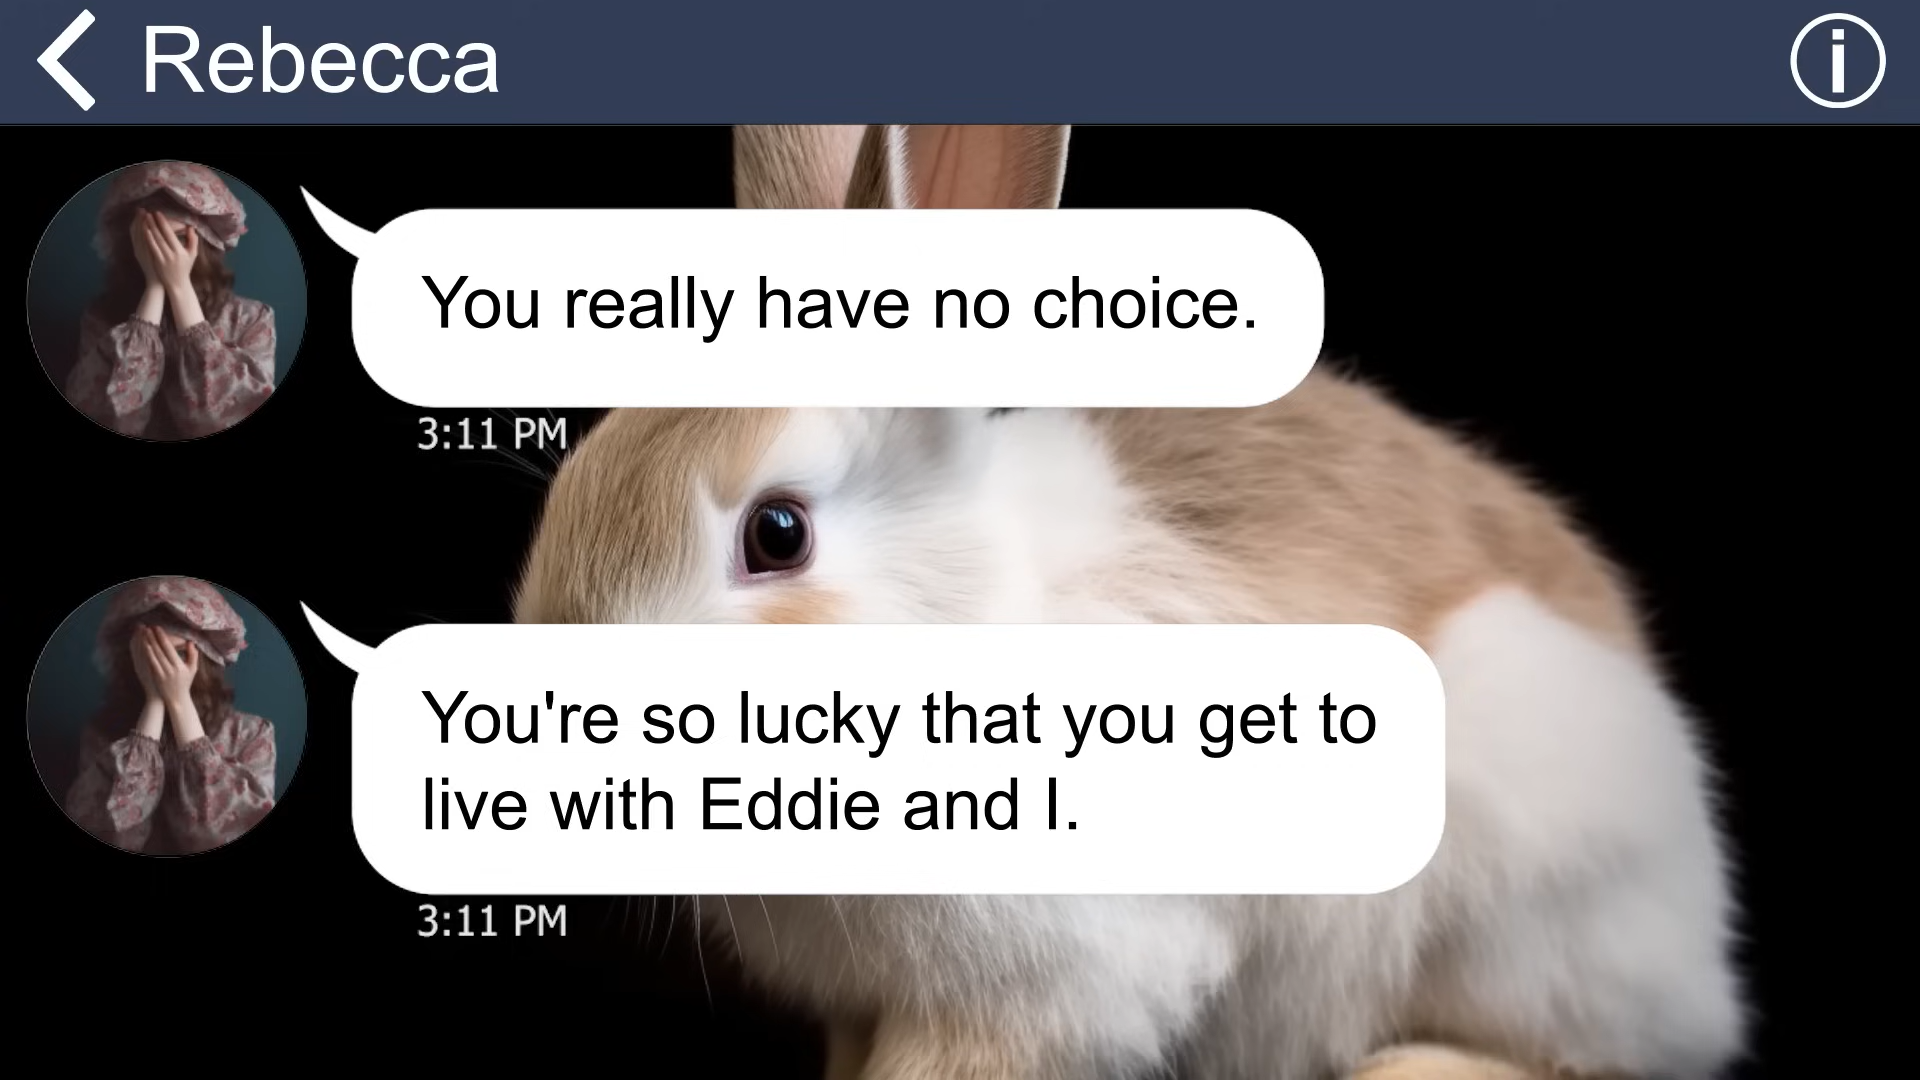 Rebecca
You really have no choice.
3:11 PM
You're so lucky that you get to
live with Eddie and I.
3:11 PM